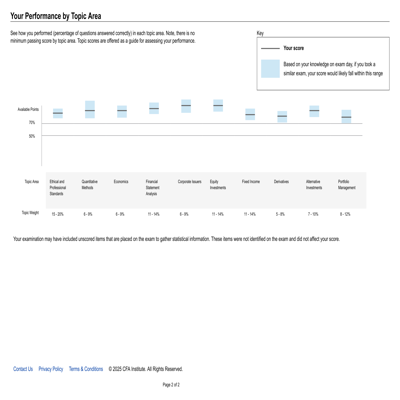 Your Performance by Topic Area
See how you performed (percentage of questions answered correctly) in each topic area. Note, there is no
minimum passing score by topic area. Topic scores are offered as a guide for assessing your performance.
Key
Your score
Based on your knowledge on exam day, if you took a
similar exam, your score would likely fall within this range
Available Points
70%
50%
Topic Area
Ethical and Professional Standards
Quantitative Methods
Economics
Financial Statement Analysis
Corporate Issuers
Equity Investments
Fixed Income
Derivatives
Alternative Investments
Portfolio Management
Topic Weight
15 - 20%
6 - 9%
6 - 9%
11 - 14%
6 - 9%
11 - 14%
11 - 14%
5 - 8%
7 - 10%
8 - 12%
Your examination may have included unscored items that are placed on the exam to gather statistical information. These items were not identified on the exam and did not affect your score.
Contact Us Privacy Policy Terms & Conditions © 2025 CFA Institute. All Rights Reserved.
Page 2 of 2